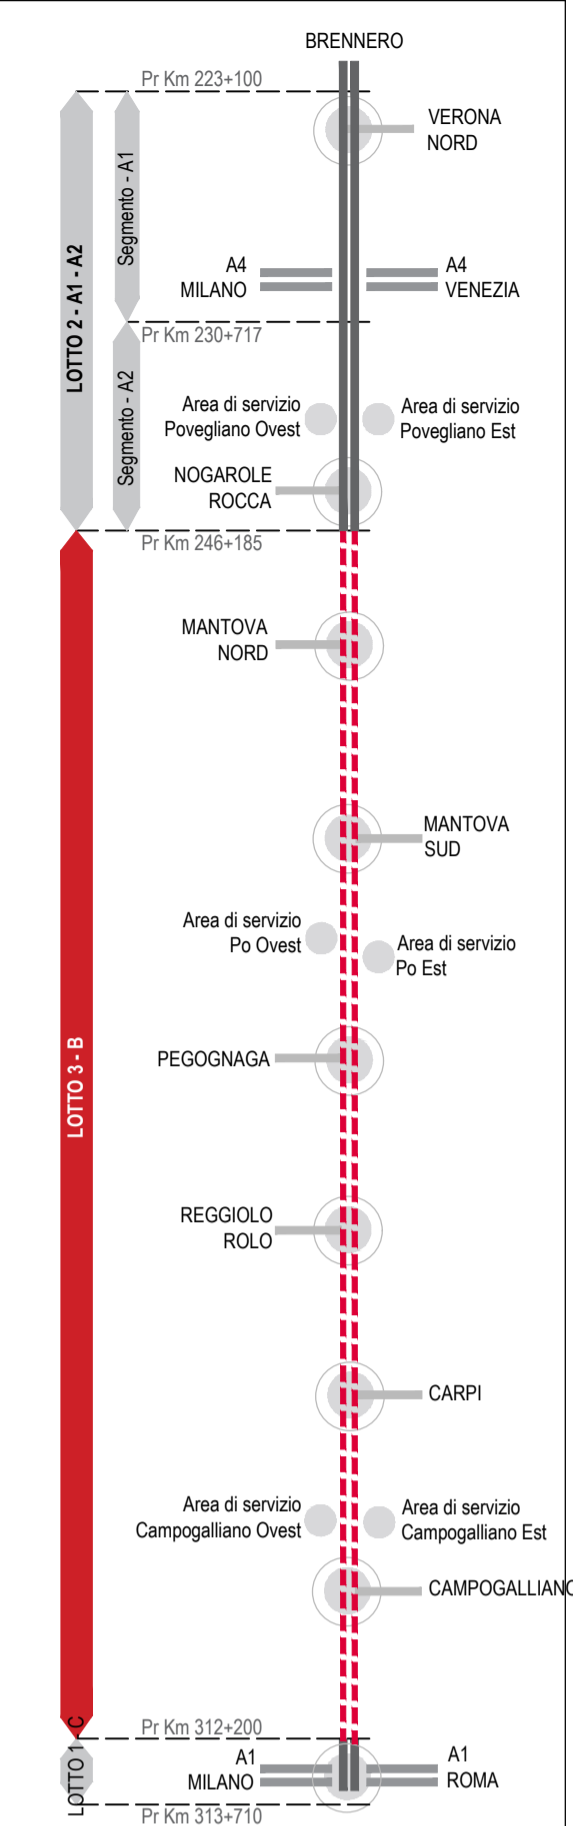 BRENNERO
Pr Km 223+100
VERONA
NORD
Segmento - A1
LOTTO 2 - A1 - A2
A4
MILANO
A4
VENEZIA
Pr Km 230+717
Segmento - A2
Area di servizio
Povegliano Ovest
Area di servizio
Povegliano Est
NOGAROLE
ROCCA
Pr Km 246+185
MANTOVA
NORD
MANTOVA
SUD
Area di servizio
Po Ovest
Area di servizio
Po Est
LOTTO 3 - B
PEGOGNAGA
REGGIOLO
ROLO
CARPI
Area di servizio
Campogalliano Ovest
Area di servizio
Campogalliano Est
CAMPOGALLIANO
Pr Km 312+200
LOTTO 1 C
A1
MILANO
A1
ROMA
Pr Km 313+710